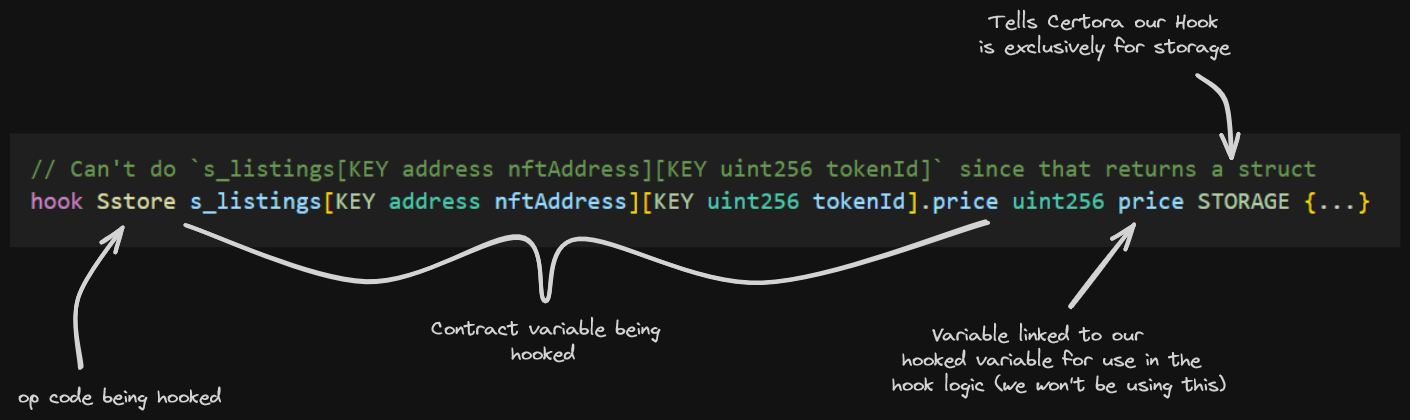 Tells Certora our Hook
is exclusively for storage
// Can't do `s_listings[KEY address nftAddress][KEY uint256 tokenId]` since that returns a struct
hook Sstore s_listings[KEY address nftAddress][KEY uint256 tokenId].price uint256 price STORAGE {...}
Contract variable being
hooked
Variable linked to our
hooked variable for use in the
hook logic (we won't be using this)
op code being hooked